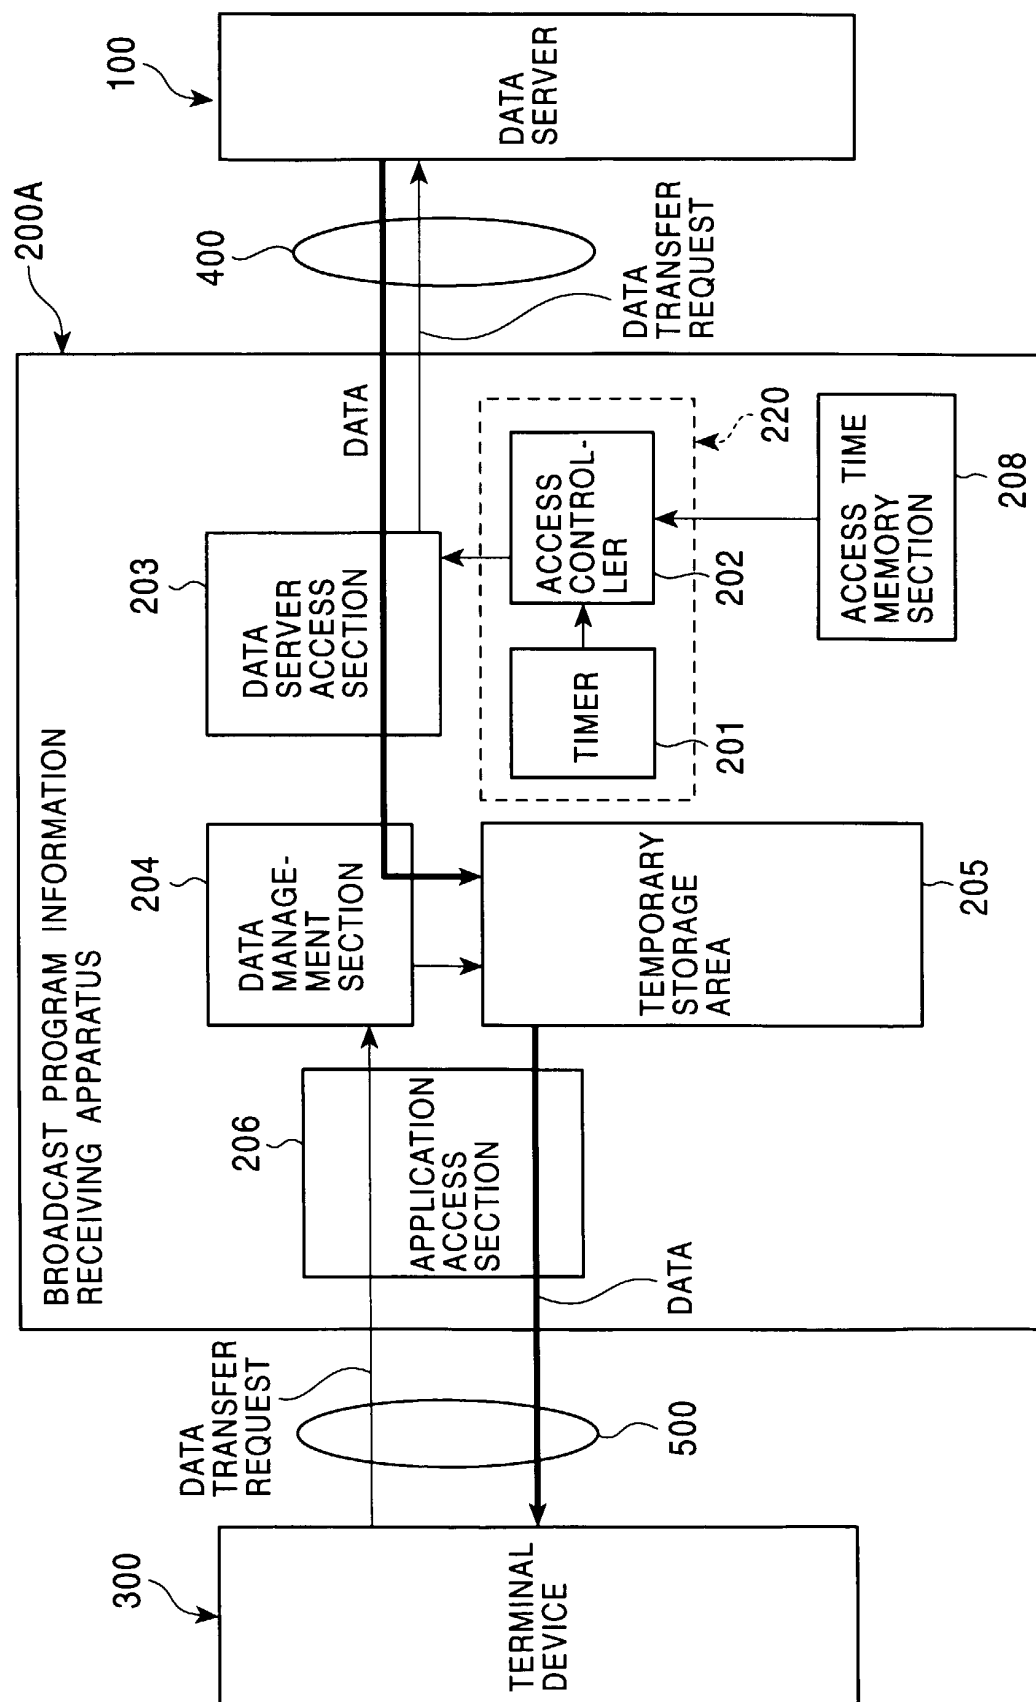 BROADCAST PROGRAM INFORMATION
RECEIVING APPARATUS
200A
100
DATA
SERVER
400
DATA
TRANSFER
REQUEST
DATA
203
DATA
SERVER
ACCESS
SECTION
220
ACCESS
CONTROL-
LER
202
TIMER
201
ACCESS TIME
MEMORY
SECTION
208
204
DATA
MANAGE-
MENT
SECTION
TEMPORARY
STORAGE
AREA
205
206
APPLICATION
ACCESS
SECTION
DATA
DATA
TRANSFER
REQUEST
500
300
TERMINAL
DEVICE